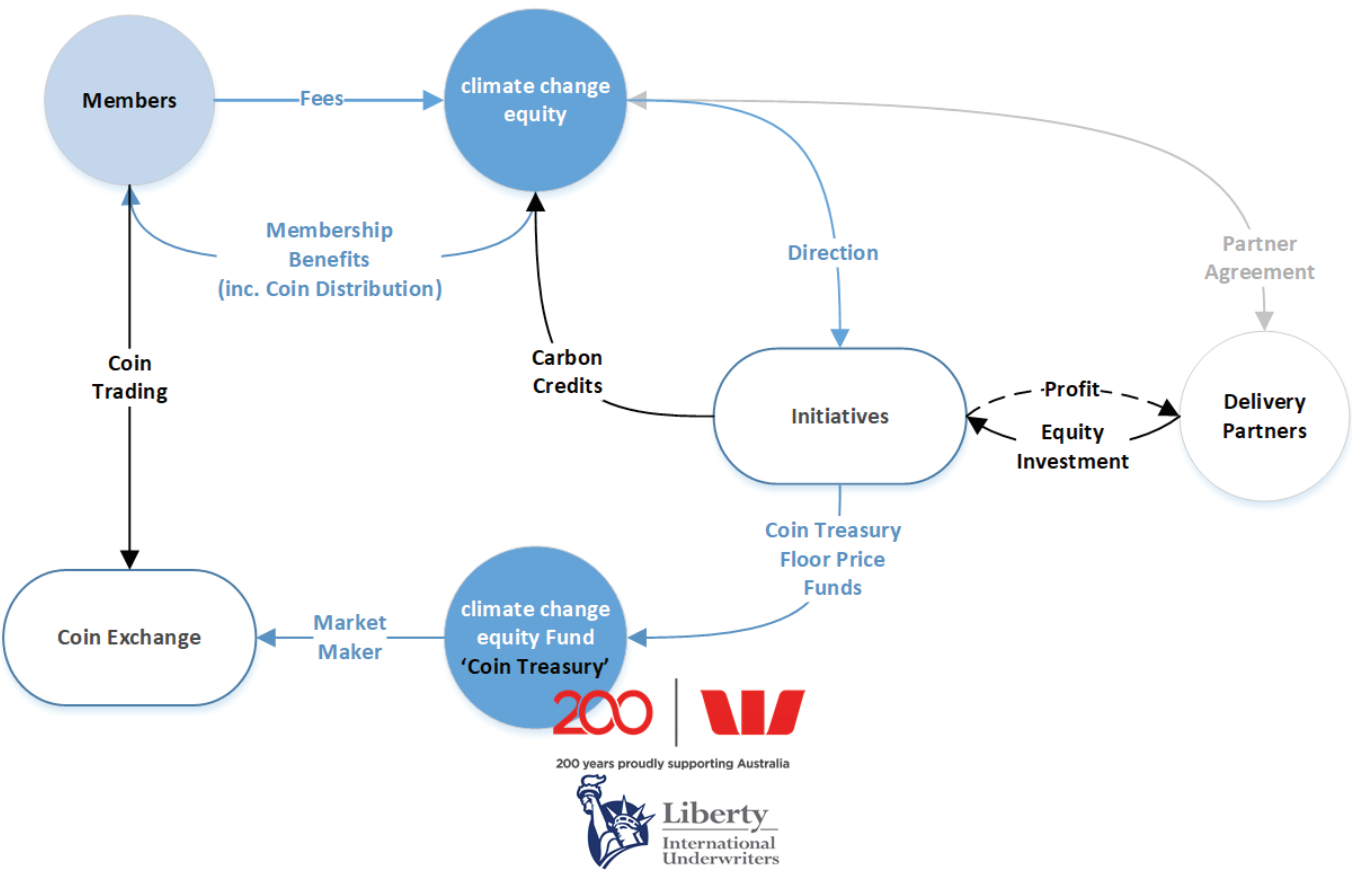 Members
Fees
climate change
equity
Membership
Benefits
(inc. Coin Distribution)
Direction
Partner
Agreement
Coin
Trading
Carbon
Credits
Initiatives
Profit
Equity
Investment
Delivery
Partners
Coin Treasury
Floor Price
Funds
Coin Exchange
Market
Maker
climate change
equity Fund
‘Coin Treasury’
200
200 years proudly supporting Australia
Liberty
International
Underwriters